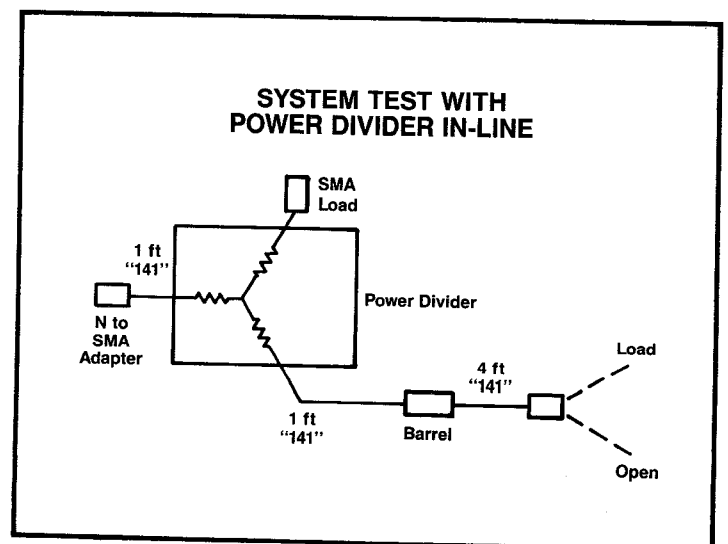 SYSTEM TEST WITH
POWER DIVIDER IN-LINE
SMA
Load
1 ft
"141"
Power Divider
N to
SMA
Adapter
Load
4 ft
"141"
1 ft
"141"
Barrel
Open